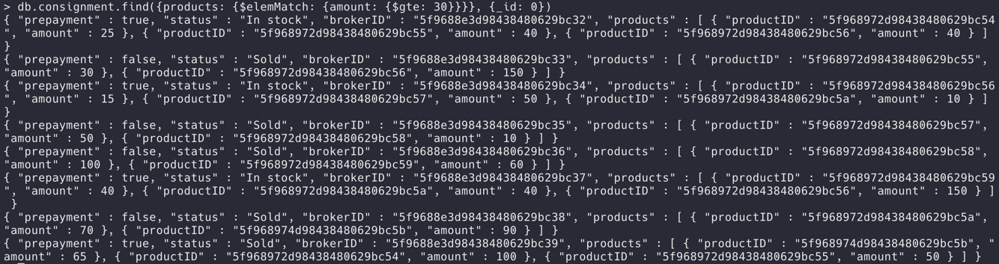 > db.consignment.find({products: {$elemMatch: {amount: {$gte: 30}}}}, {_id: 0})
{ "prepayment" : true, "status" : "In stock", "brokerID" : "5f9688e3d98438480629bc32", "products" : [ { "productID" : "5f968972d98438480629bc54
", "amount" : 25 }, { "productID" : "5f968972d98438480629bc55", "amount" : 40 }, { "productID" : "5f968972d98438480629bc56", "amount" : 40 } ]
}
{ "prepayment" : false, "status" : "Sold", "brokerID" : "5f9688e3d98438480629bc33", "products" : [ { "productID" : "5f968972d98438480629bc55",
"amount" : 30 }, { "productID" : "5f968972d98438480629bc56", "amount" : 150 } ] }
{ "prepayment" : true, "status" : "In stock", "brokerID" : "5f9688e3d98438480629bc34", "products" : [ { "productID" : "5f968972d98438480629bc56
", "amount" : 15 }, { "productID" : "5f968972d98438480629bc57", "amount" : 50 }, { "productID" : "5f968972d98438480629bc5a", "amount" : 10 } ]
}
{ "prepayment" : false, "status" : "Sold", "brokerID" : "5f9688e3d98438480629bc35", "products" : [ { "productID" : "5f968972d98438480629bc57",
"amount" : 50 }, { "productID" : "5f968972d98438480629bc58", "amount" : 10 } ] }
{ "prepayment" : false, "status" : "Sold", "brokerID" : "5f9688e3d98438480629bc36", "products" : [ { "productID" : "5f968972d98438480629bc58",
"amount" : 100 }, { "productID" : "5f968972d98438480629bc59", "amount" : 60 } ] }
{ "prepayment" : true, "status" : "In stock", "brokerID" : "5f9688e3d98438480629bc37", "products" : [ { "productID" : "5f968972d98438480629bc59
", "amount" : 40 }, { "productID" : "5f968972d98438480629bc5a", "amount" : 40 }, { "productID" : "5f968972d98438480629bc56", "amount" : 150 } ]
}
{ "prepayment" : false, "status" : "Sold", "brokerID" : "5f9688e3d98438480629bc38", "products" : [ { "productID" : "5f968972d98438480629bc5a",
"amount" : 70 }, { "productID" : "5f968974d98438480629bc5b", "amount" : 90 } ] }
{ "prepayment" : true, "status" : "Sold", "brokerID" : "5f9688e3d98438480629bc39", "products" : [ { "productID" : "5f968974d98438480629bc5b", "
amount" : 65 }, { "productID" : "5f968972d98438480629bc54", "amount" : 100 }, { "productID" : "5f968972d98438480629bc55", "amount" : 50 } ] }